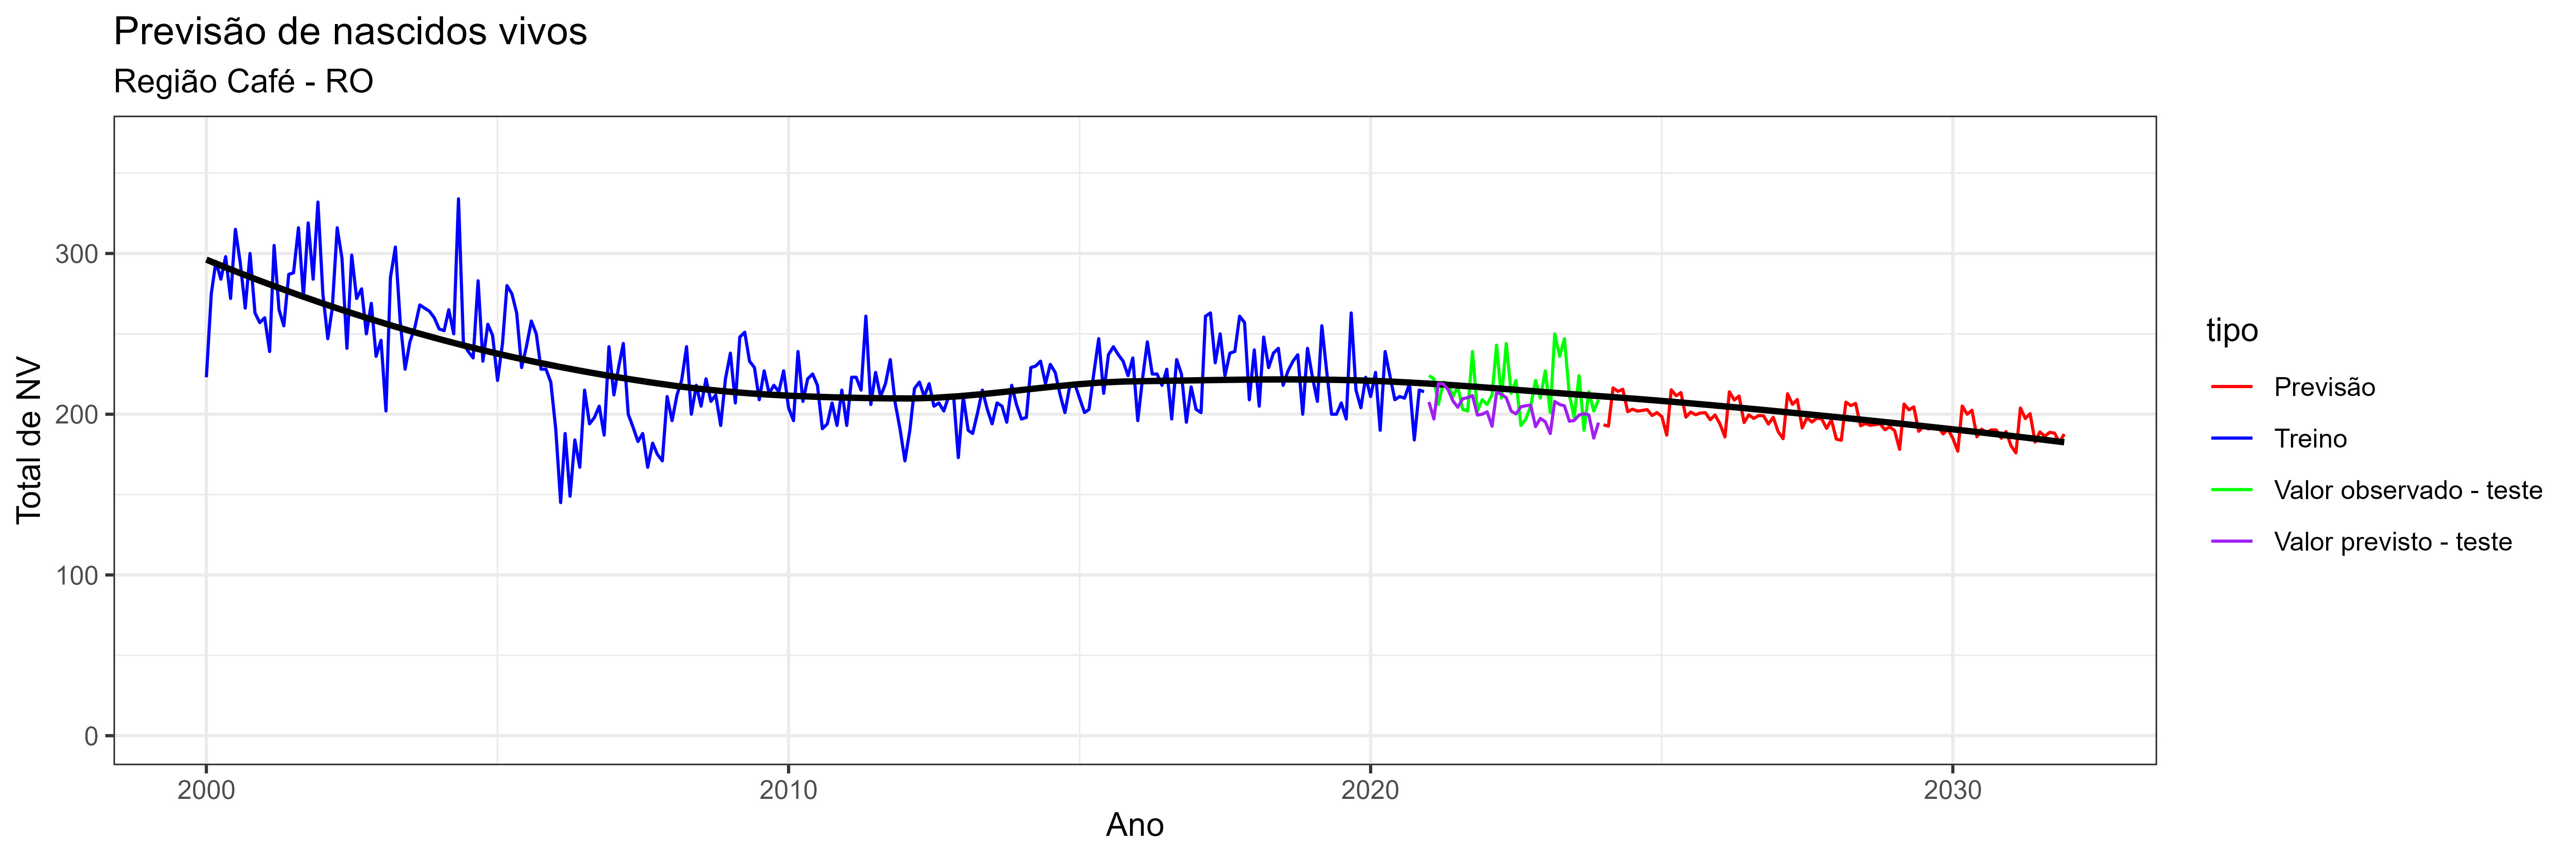 Previsão de nascidos vivos
Região Café - RO
Total de NV
300
200
100
0
2000
2010
2020
2030
Ano
tipo
Previsão
Treino
Valor observado - teste
Valor previsto - teste